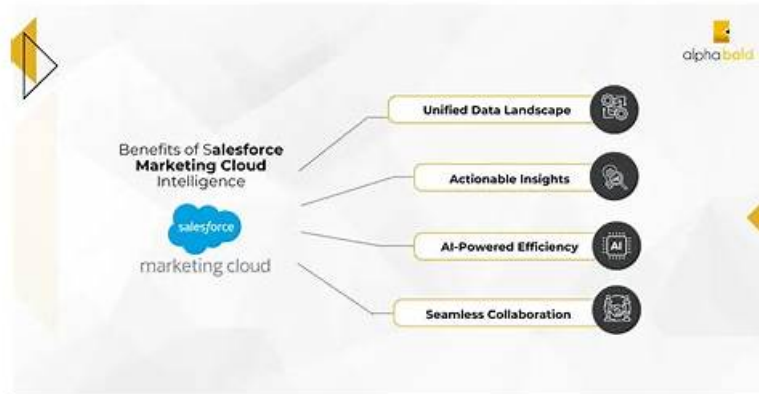 alphabold
Benefits of Salesforce
Marketing Cloud
Intelligence
salesforce
marketing cloud
Unified Data Landscape
Actionable Insights
AI-Powered Efficiency
AI
Seamless Collaboration